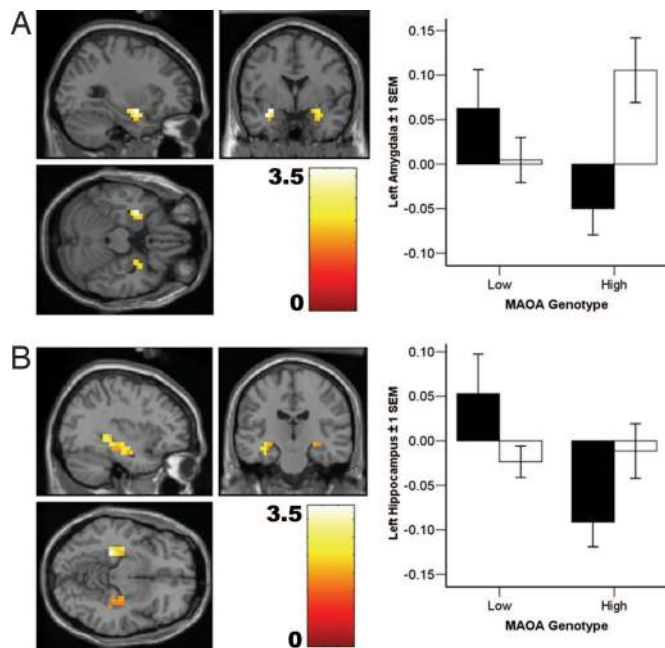 A
3.5
0
Left Amygdala ± 1 SEM
0.15
0.10
0.05
0.00
-0.05
-0.10
Low
High
MAOA Genotype
B
3.5
0
Left Hippocampus ± 1 SEM
0.10
0.05
0.00
-0.05
-0.10
-0.15
Low
High
MAOA Genotype